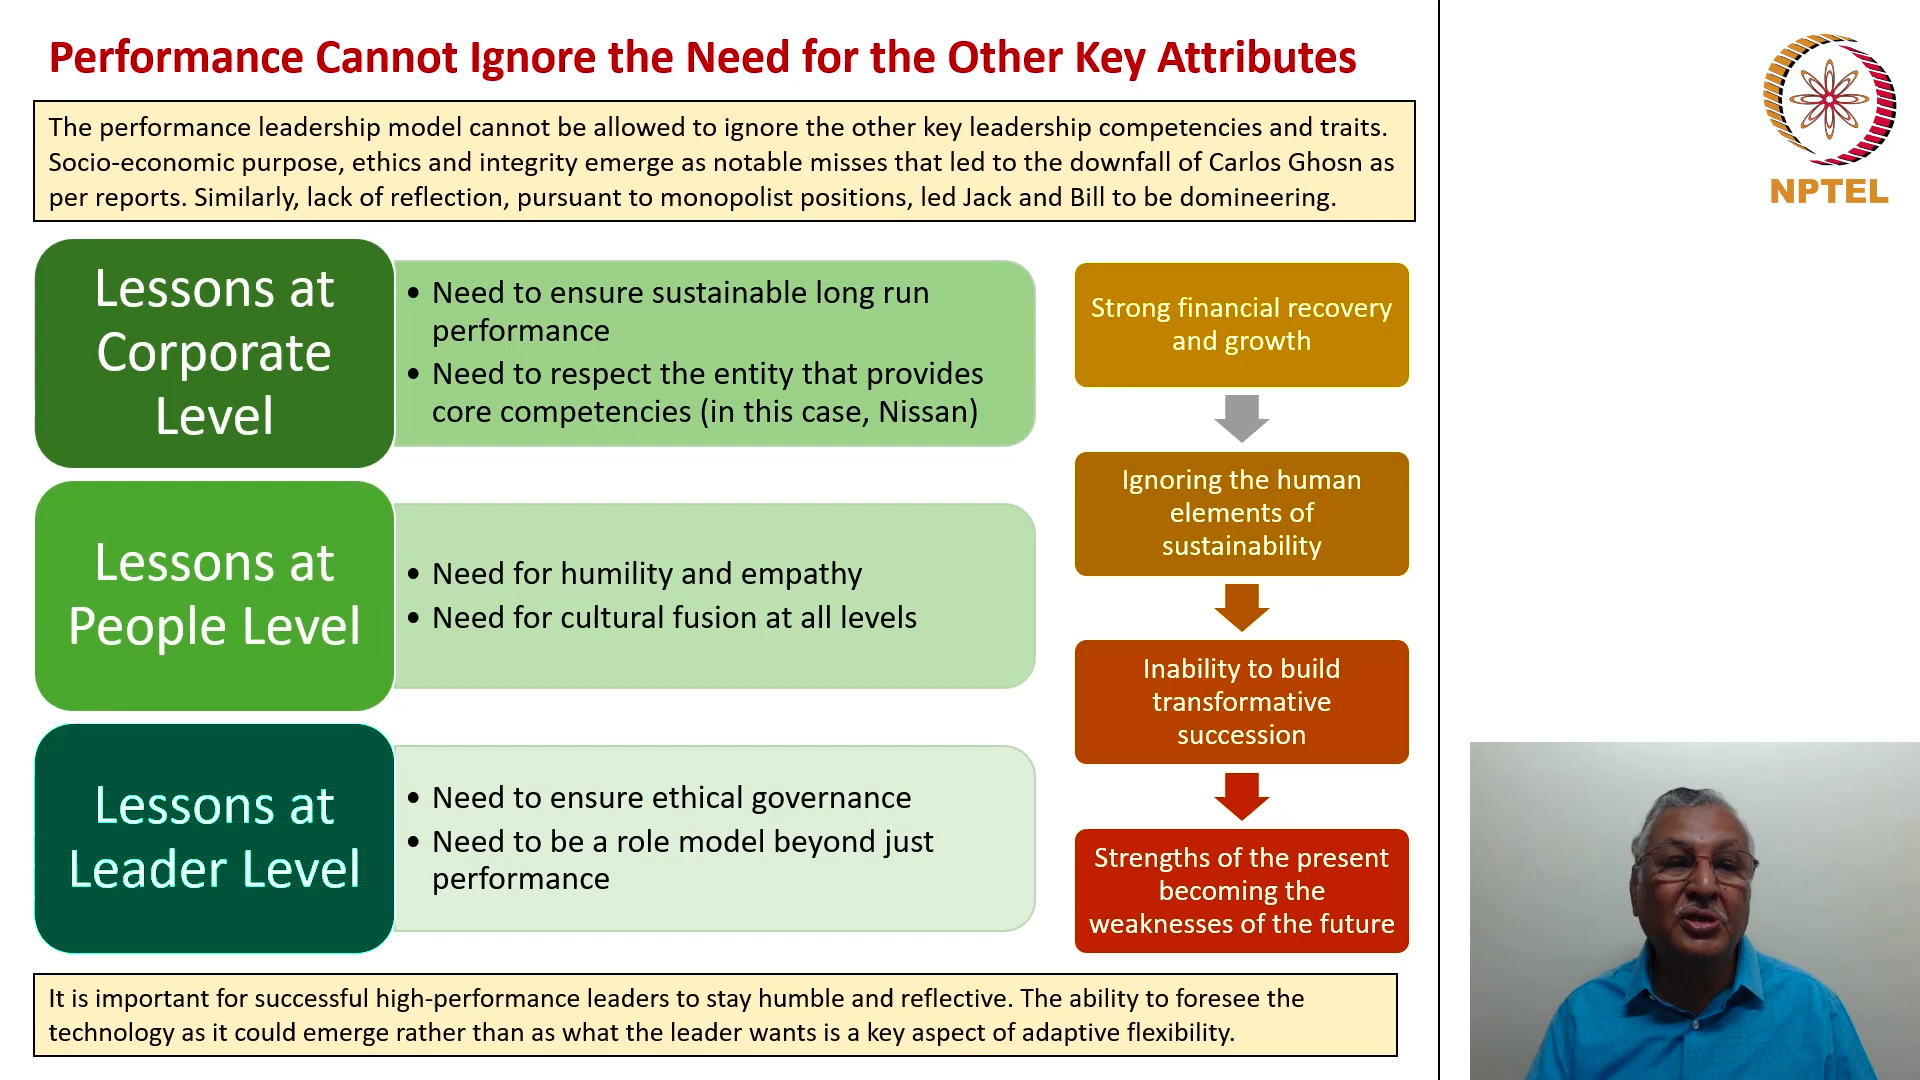 Performance Cannot Ignore the Need for the Other Key Attributes
The performance leadership model cannot be allowed to ignore the other key leadership competencies and traits.
Socio-economic purpose, ethics and integrity emerge as notable misses that led to the downfall of Carlos Ghosn as
per reports. Similarly, lack of reflection, pursuant to monopolist positions, led Jack and Bill to be domineering.
NPTEL
Lessons at
Corporate
Level
• Need to ensure sustainable long run
performance
• Need to respect the entity that provides
core competencies (in this case, Nissan)
Lessons at
People Level
• Need for humility and empathy
• Need for cultural fusion at all levels
Lessons at
Leader Level
• Need to ensure ethical governance
• Need to be a role model beyond just
performance
Strong financial recovery
and growth
Ignoring the human
elements of
sustainability
Inability to build
transformative
succession
Strengths of the present
becoming the
weaknesses of the future
It is important for successful high-performance leaders to stay humble and reflective. The ability to foresee the
technology as it could emerge rather than as what the leader wants is a key aspect of adaptive flexibility.